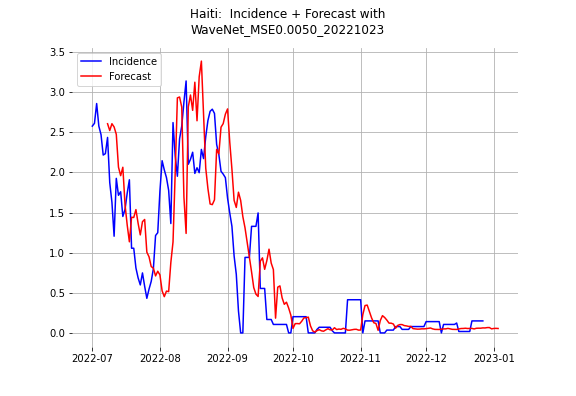 Haiti:  Incidence + Forecast with
WaveNet_MSE0.0050_20221023
Incidence
Forecast
3.5
3.0
2.5
2.0
1.5
1.0
0.5
0.0
2022-07 2022-08 2022-09 2022-10 2022-11 2022-12 2023-01